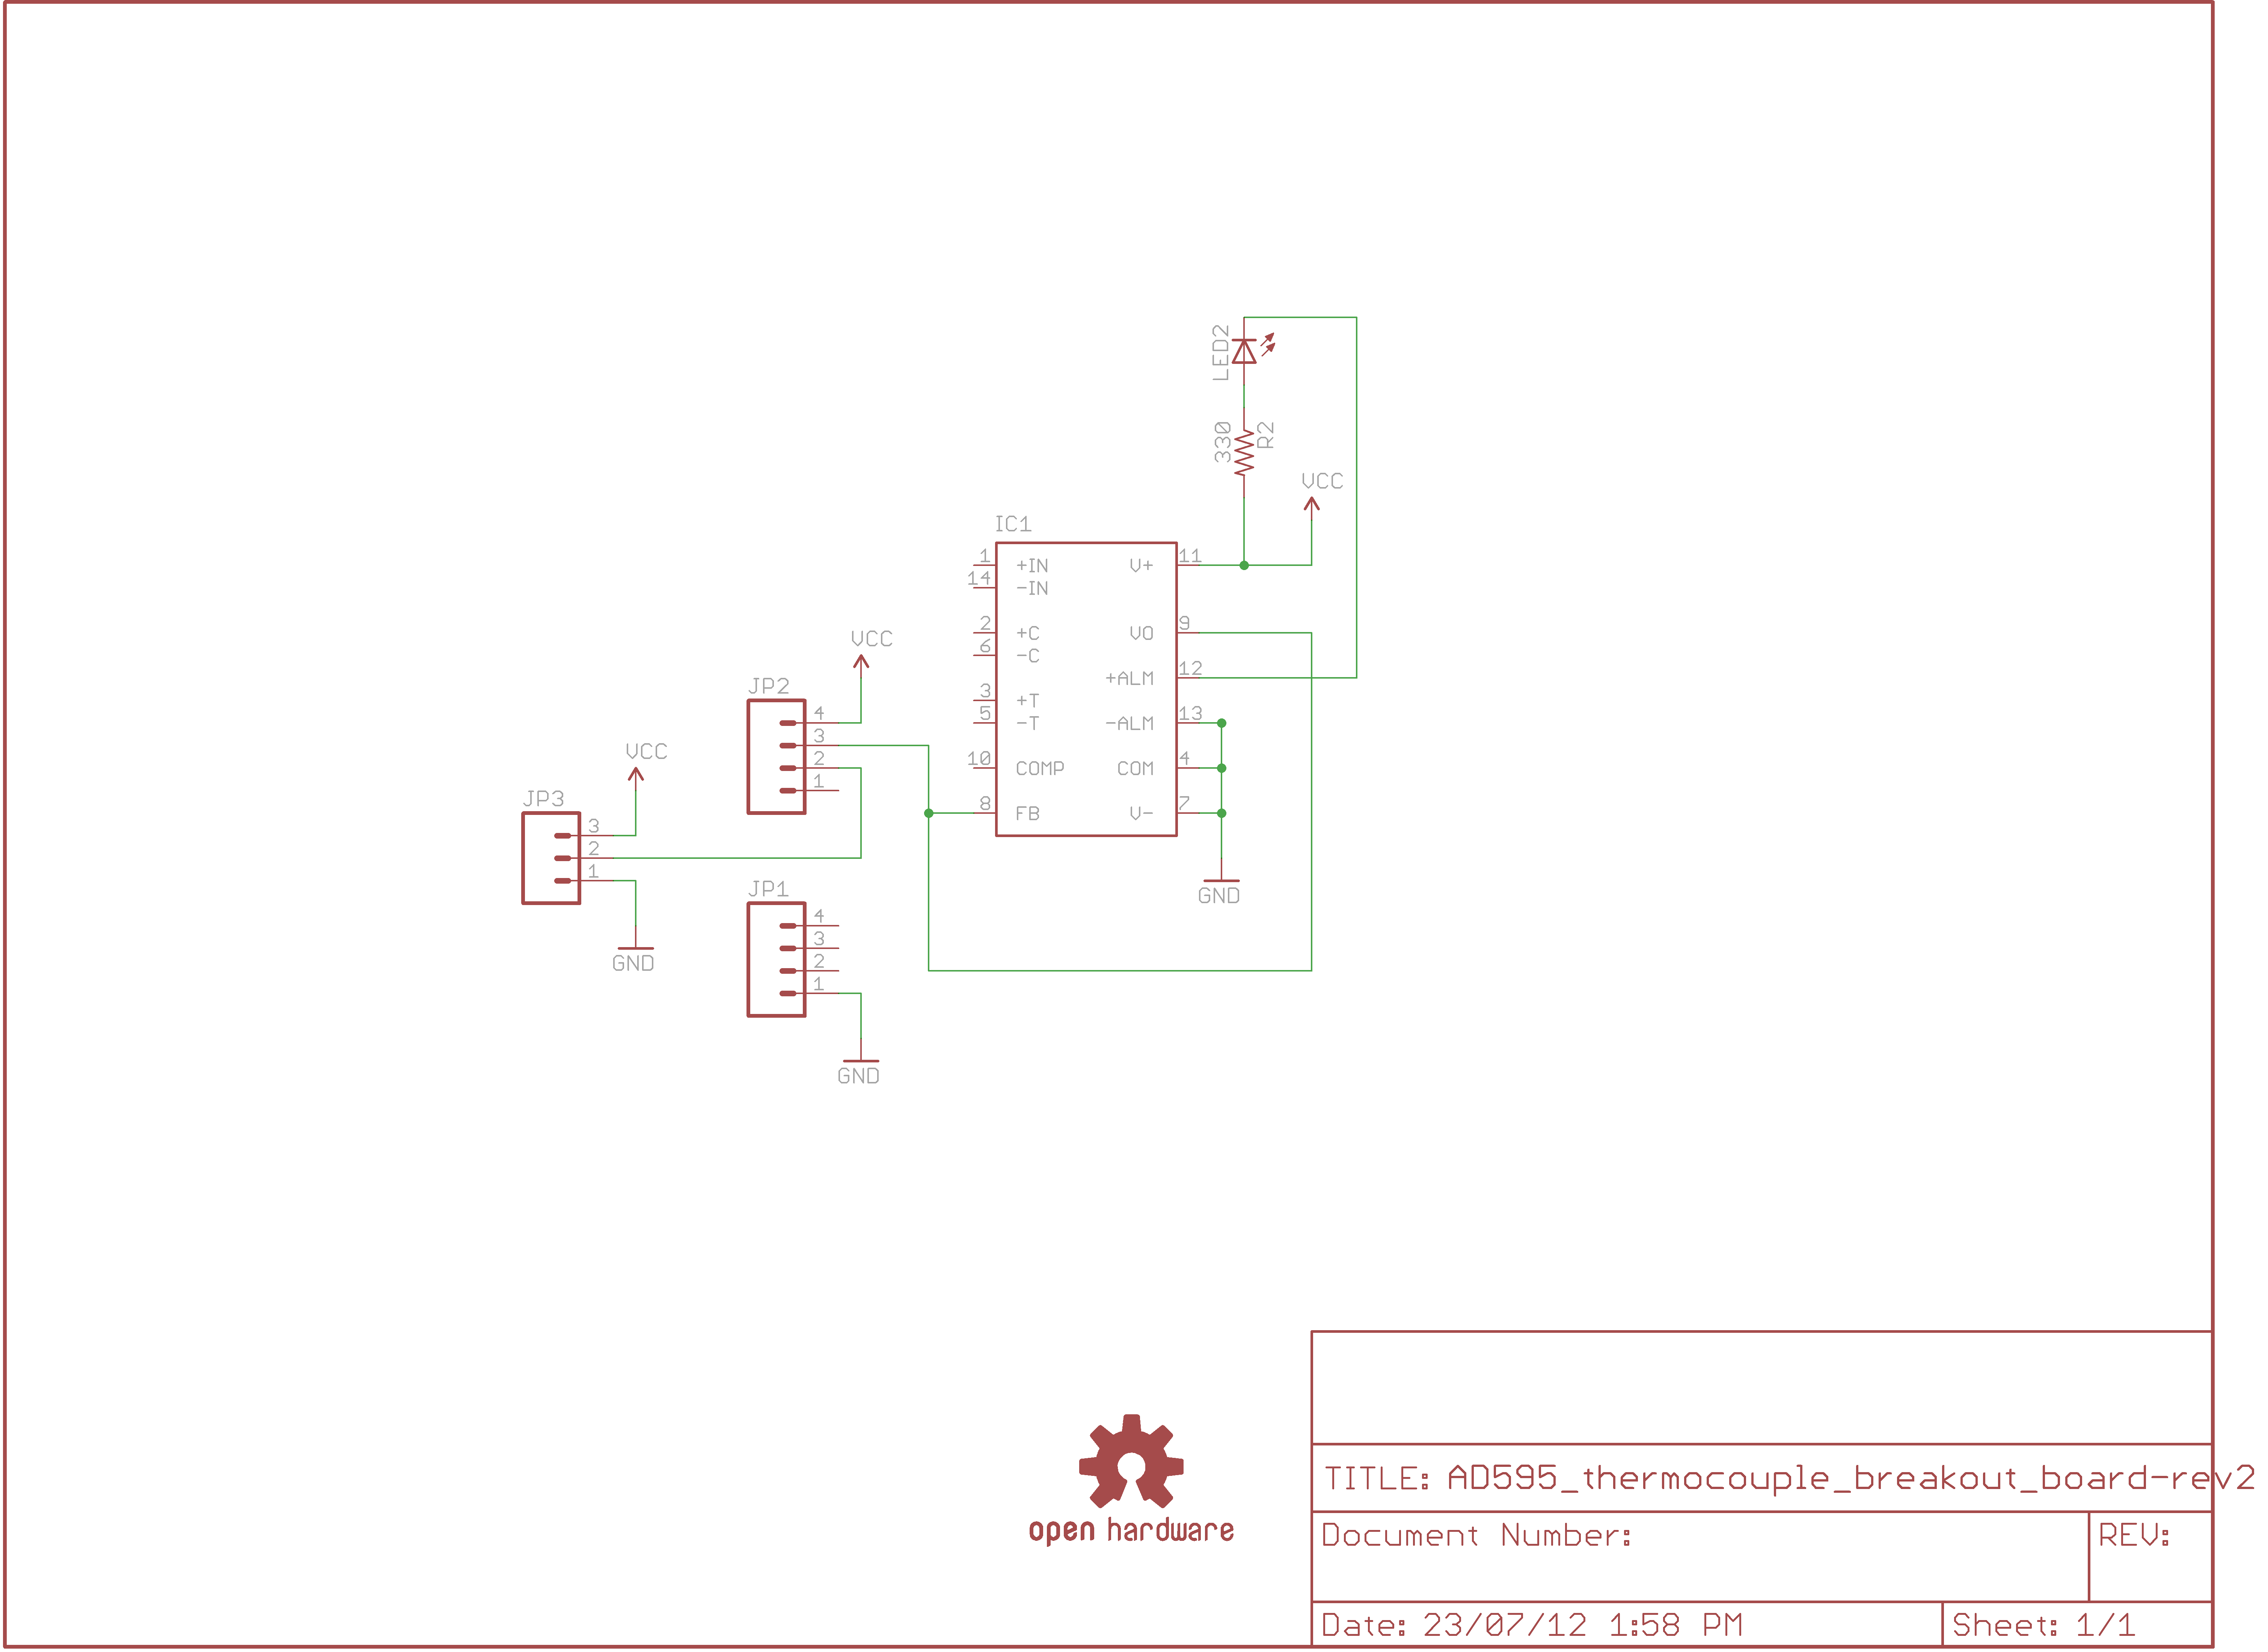 LED2
330
R2
VCC
IC1
1 +IN V+ 11
14 -IN
2 +C VO 9
6 -C
+ALM 12
3 +T
5 -T -ALM 13
10 COMP COM 4
8 FB V- 7
GND
VCC
JP2
4
3
2
1
VCC
JP3
3
2
1
GND
JP1
4
3
2
1
GND
open hardware
TITLE: AD595_thermocouple_breakout_board-rev2
Document Number:
REV:
Date: 23/07/12 1:58 PM
Sheet: 1/1